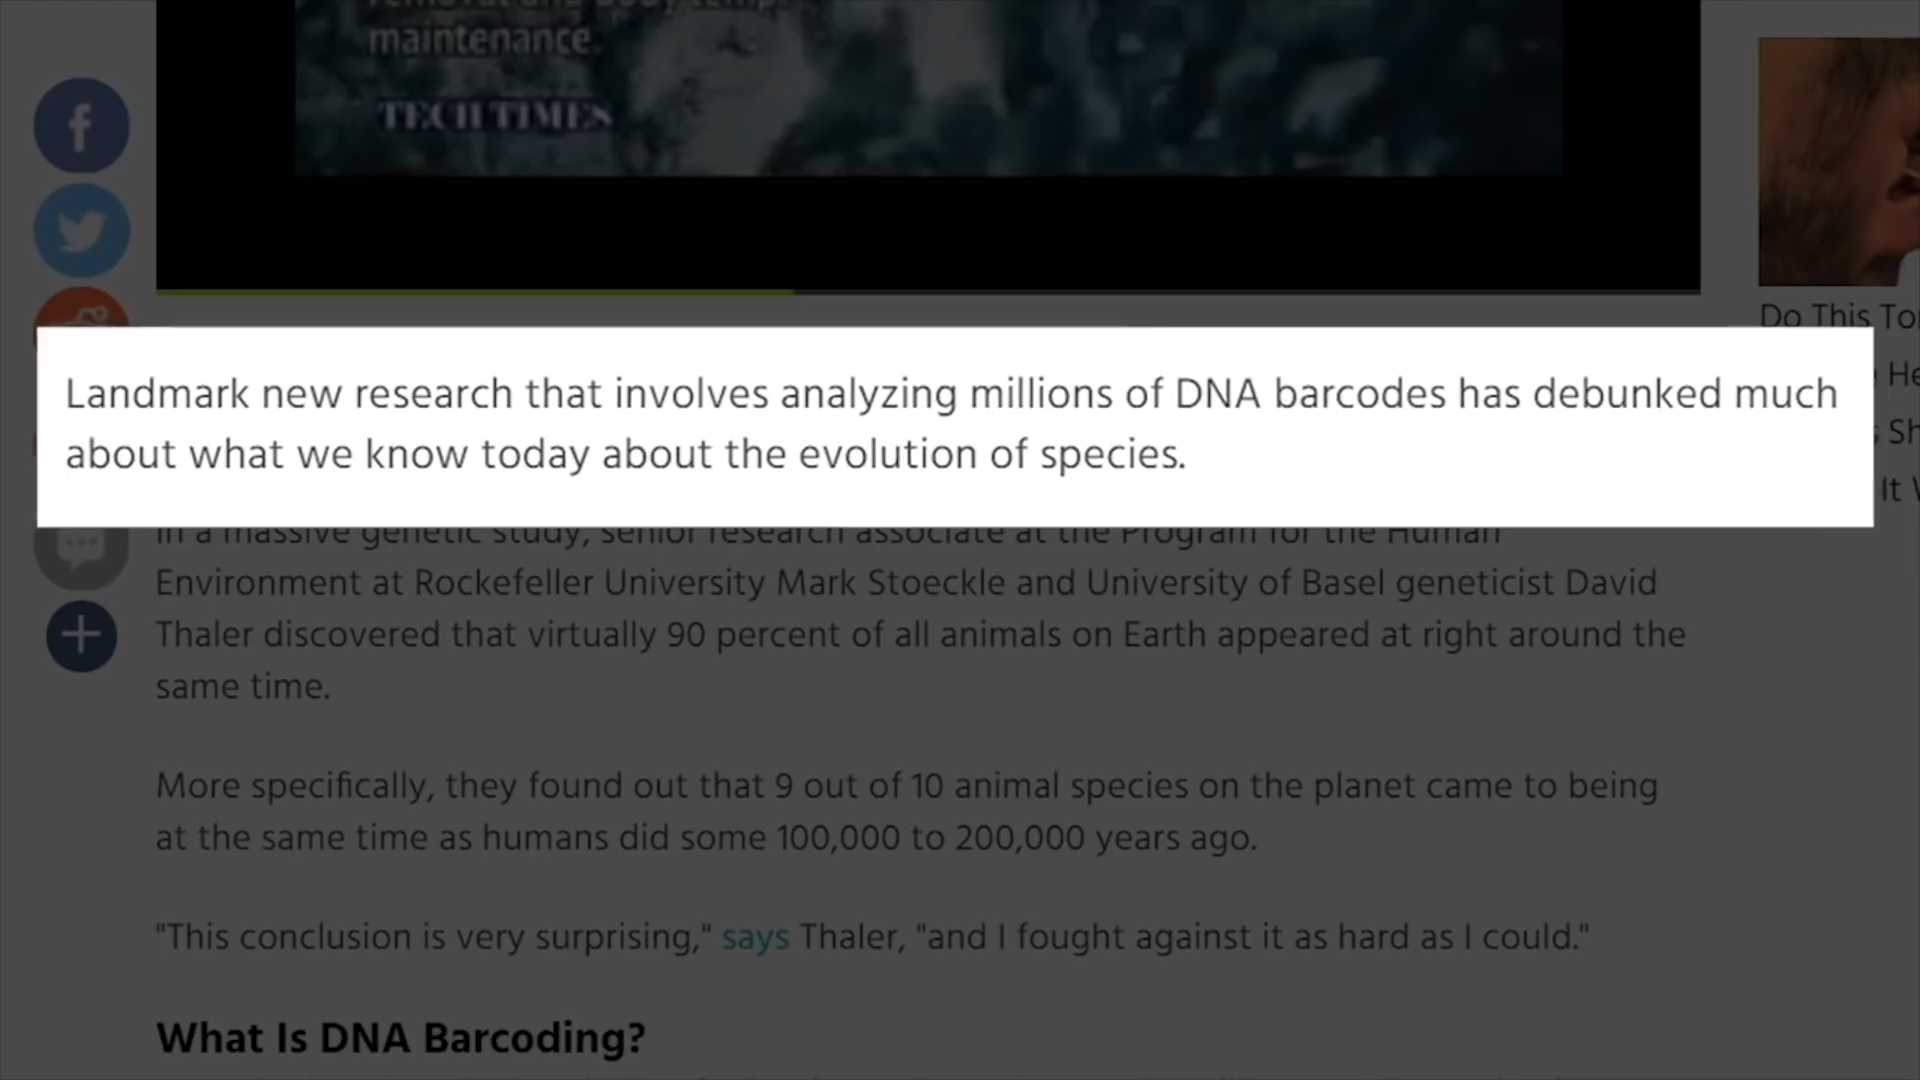 maintenance.
TECH TIMES
Do This
Landmark new research that involves analyzing millions of DNA barcodes has debunked much
about what we know today about the evolution of species.
It
In a massive genetic study, senior research associate at the Program for the Human
Environment at Rockefeller University Mark Stoeckle and University of Basel geneticist David
Thaler discovered that virtually 90 percent of all animals on Earth appeared at right around the
same time.
More specifically, they found out that 9 out of 10 animal species on the planet came to being
at the same time as humans did some 100,000 to 200,000 years ago.
"This conclusion is very surprising," says Thaler, "and I fought against it as hard as I could."
What Is DNA Barcoding?